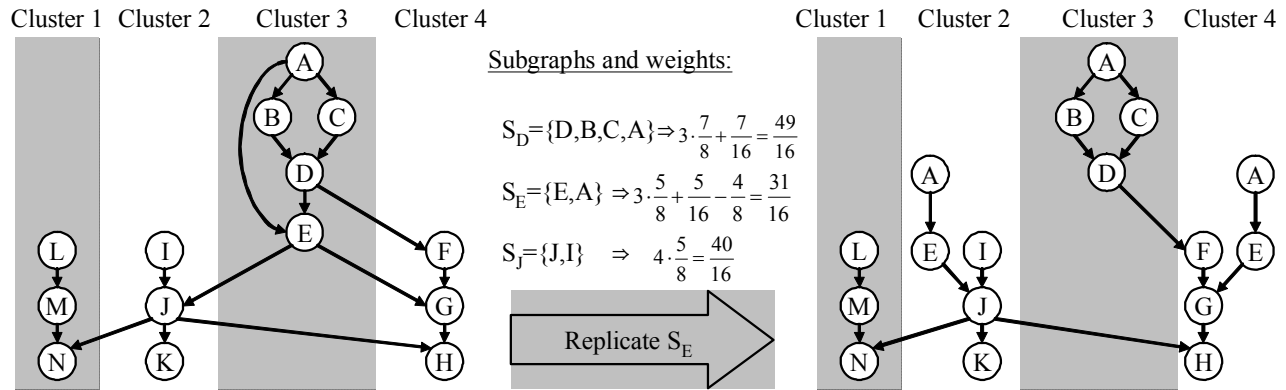 Cluster 1 Cluster 2 Cluster 3 Cluster 4
A
B C
D
E
L I F
M J G
N K H
Subgraphs and weights:
S_D={D,B,C,A}⇒3·7/8+7/16=49/16
S_E={E,A} ⇒3·5/8+5/16−4/8=31/16
S_J={J,I} ⇒ 4·5/8=40/16
Replicate S_E
Cluster 1 Cluster 2 Cluster 3 Cluster 4
A
B C
D
A A
L E I F E
M J G
N K H